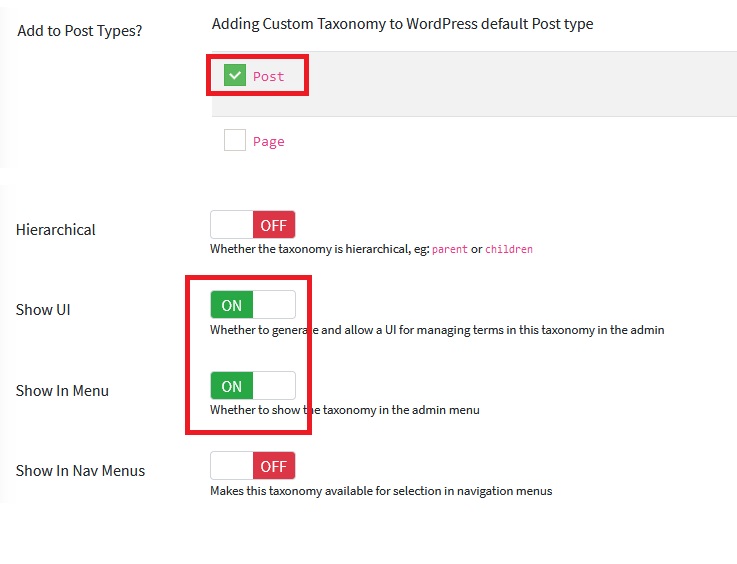 Add to Post Types?
Adding Custom Taxonomy to WordPress default Post type
Post
Page
Hierarchical
OFF
Whether the taxonomy is hierarchical, eg: parent or children
Show UI
ON
Whether to generate and allow a UI for managing terms in this taxonomy in the admin
Show In Menu
ON
Whether to show the taxonomy in the admin menu
Show In Nav Menus
OFF
Makes this taxonomy available for selection in navigation menus